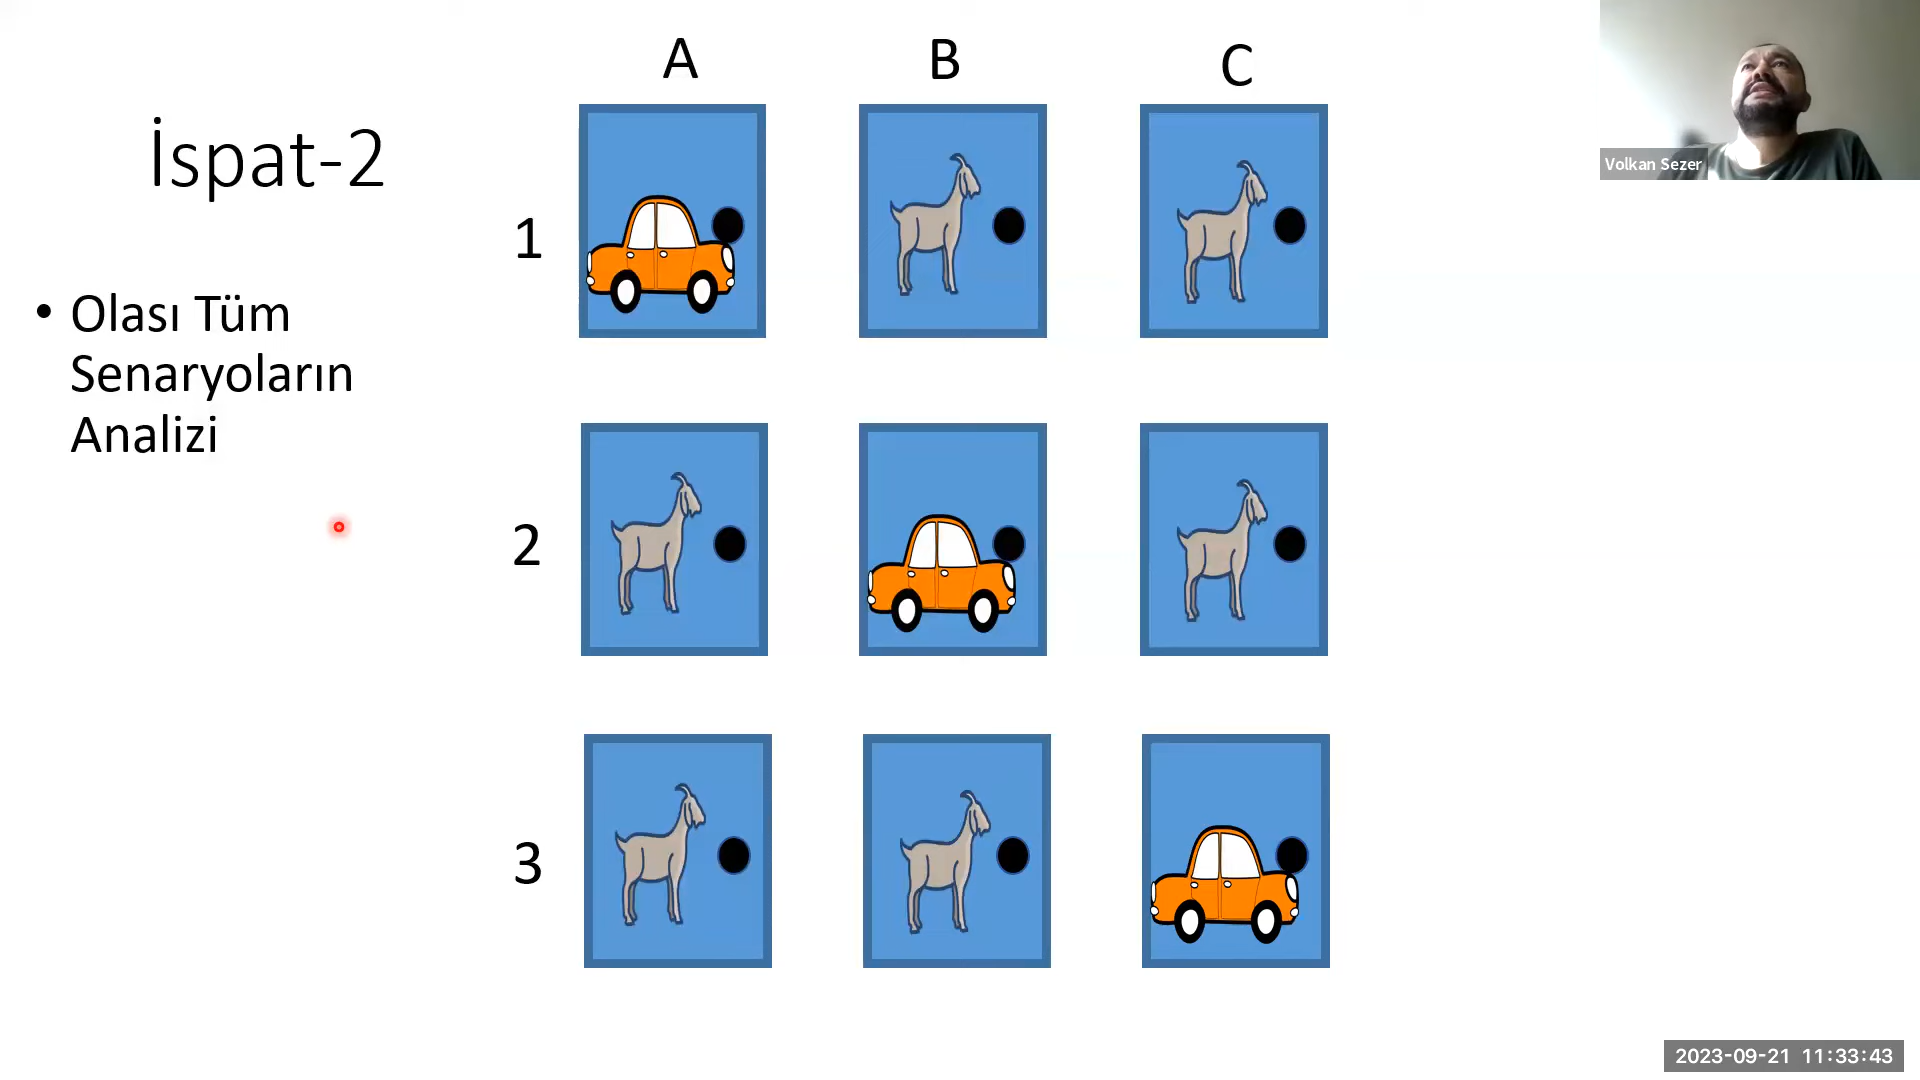 A B C
İspat-2
Volkan Sezer
1
• Olası Tüm
Senaryoların
Analizi
2
3
2023-09-21 11:33:43